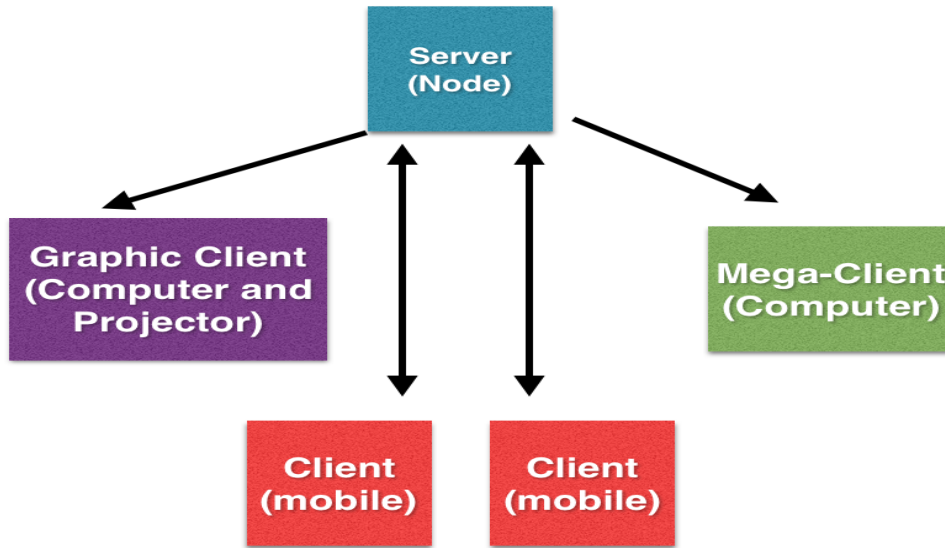 Server
(Node)
Graphic Client
(Computer and
Projector)
Mega-Client
(Computer)
Client
(mobile)
Client
(mobile)